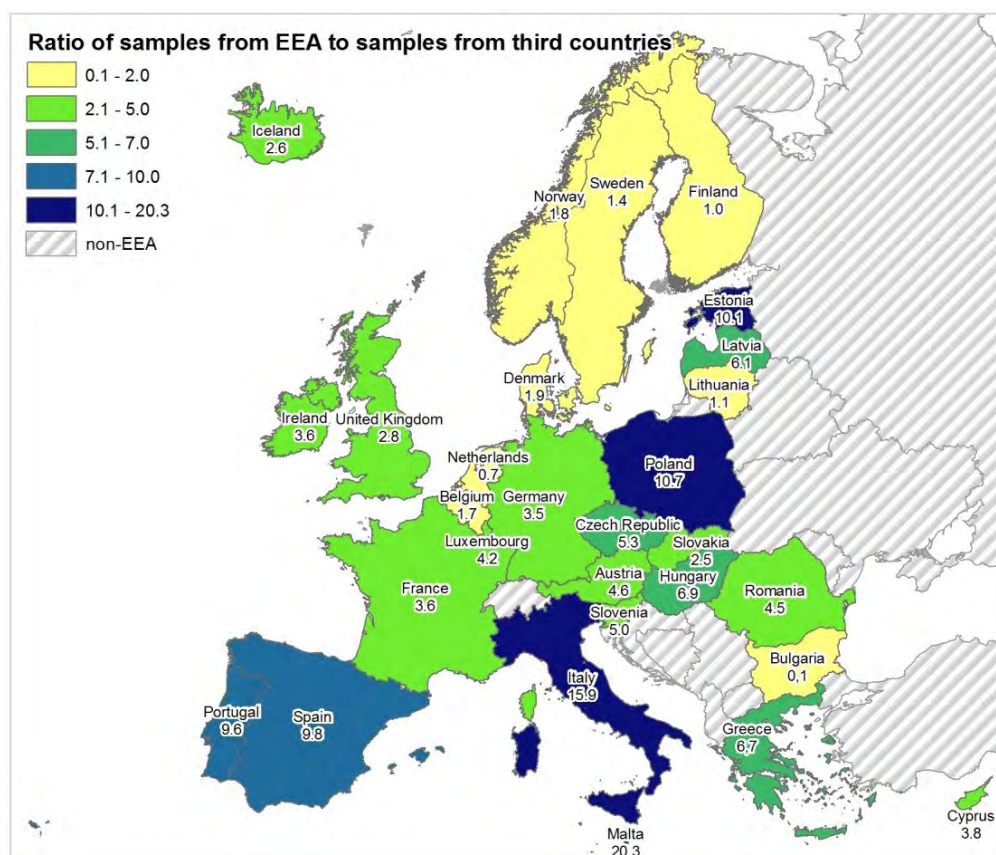 Ratio of samples from EEA to samples from third countries
0.1 - 2.0
2.1 - 5.0
5.1 - 7.0
7.1 - 10.0
10.1 - 20.3
non-EEA
Iceland
2.6
Norway
1.8
Sweden
1.4
Finland
1.0
Estonia
10.1
Latvia
6.1
Lithuania
1.1
Denmark
1.9
Ireland
3.6
United Kingdom
2.8
Netherlands
0.7
Belgium
1.7
Germany
3.5
Poland
10.7
Luxembourg
4.2
Czech Republic
5.3
Slovakia
2.5
France
3.6
Austria
4.6
Hungary
6.9
Romania
4.5
Slovenia
5.0
Bulgaria
0,1
Portugal
9.6
Spain
9.8
Italy
15.9
Greece
6,7
Malta
20.3
Cyprus
3.8